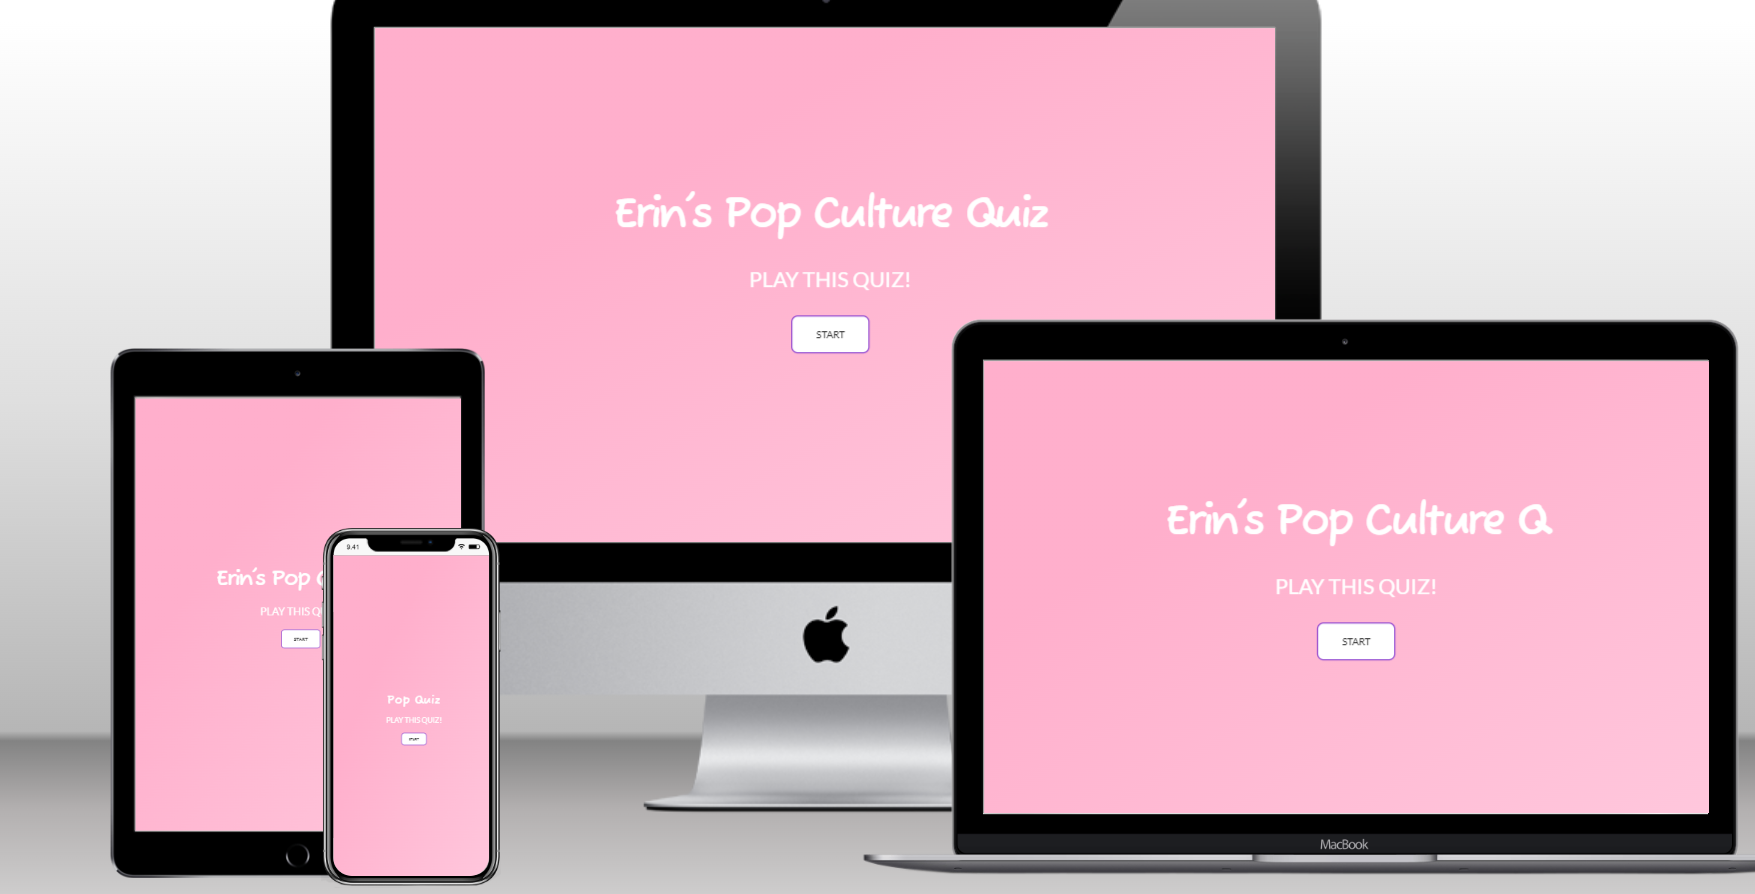 Erin's Pop Culture Quiz
PLAY THIS QUIZ!
START
Erin's Pop Culture Q
PLAY THIS QUIZ!
START
MacBook
Erin's Pop
PLAY THIS QU
START
9:41
Pop Quiz
PLAY THIS QUIZ!
START